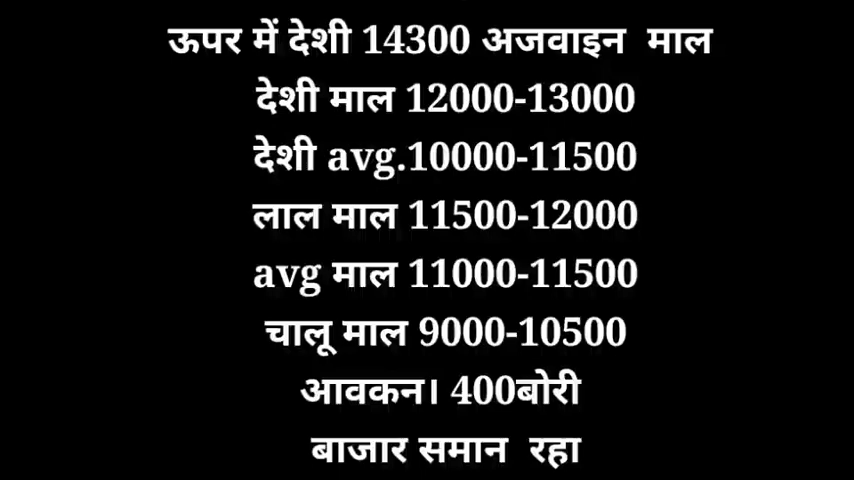 ऊपर में देशी 14300 अजवाइन माल
देशी माल 12000-13000
देशी avg.10000-11500
लाल माल 11500-12000
avg माल 11000-11500
चालू माल 9000-10500
आवकन। 400बोरी
बाजार समान रहा